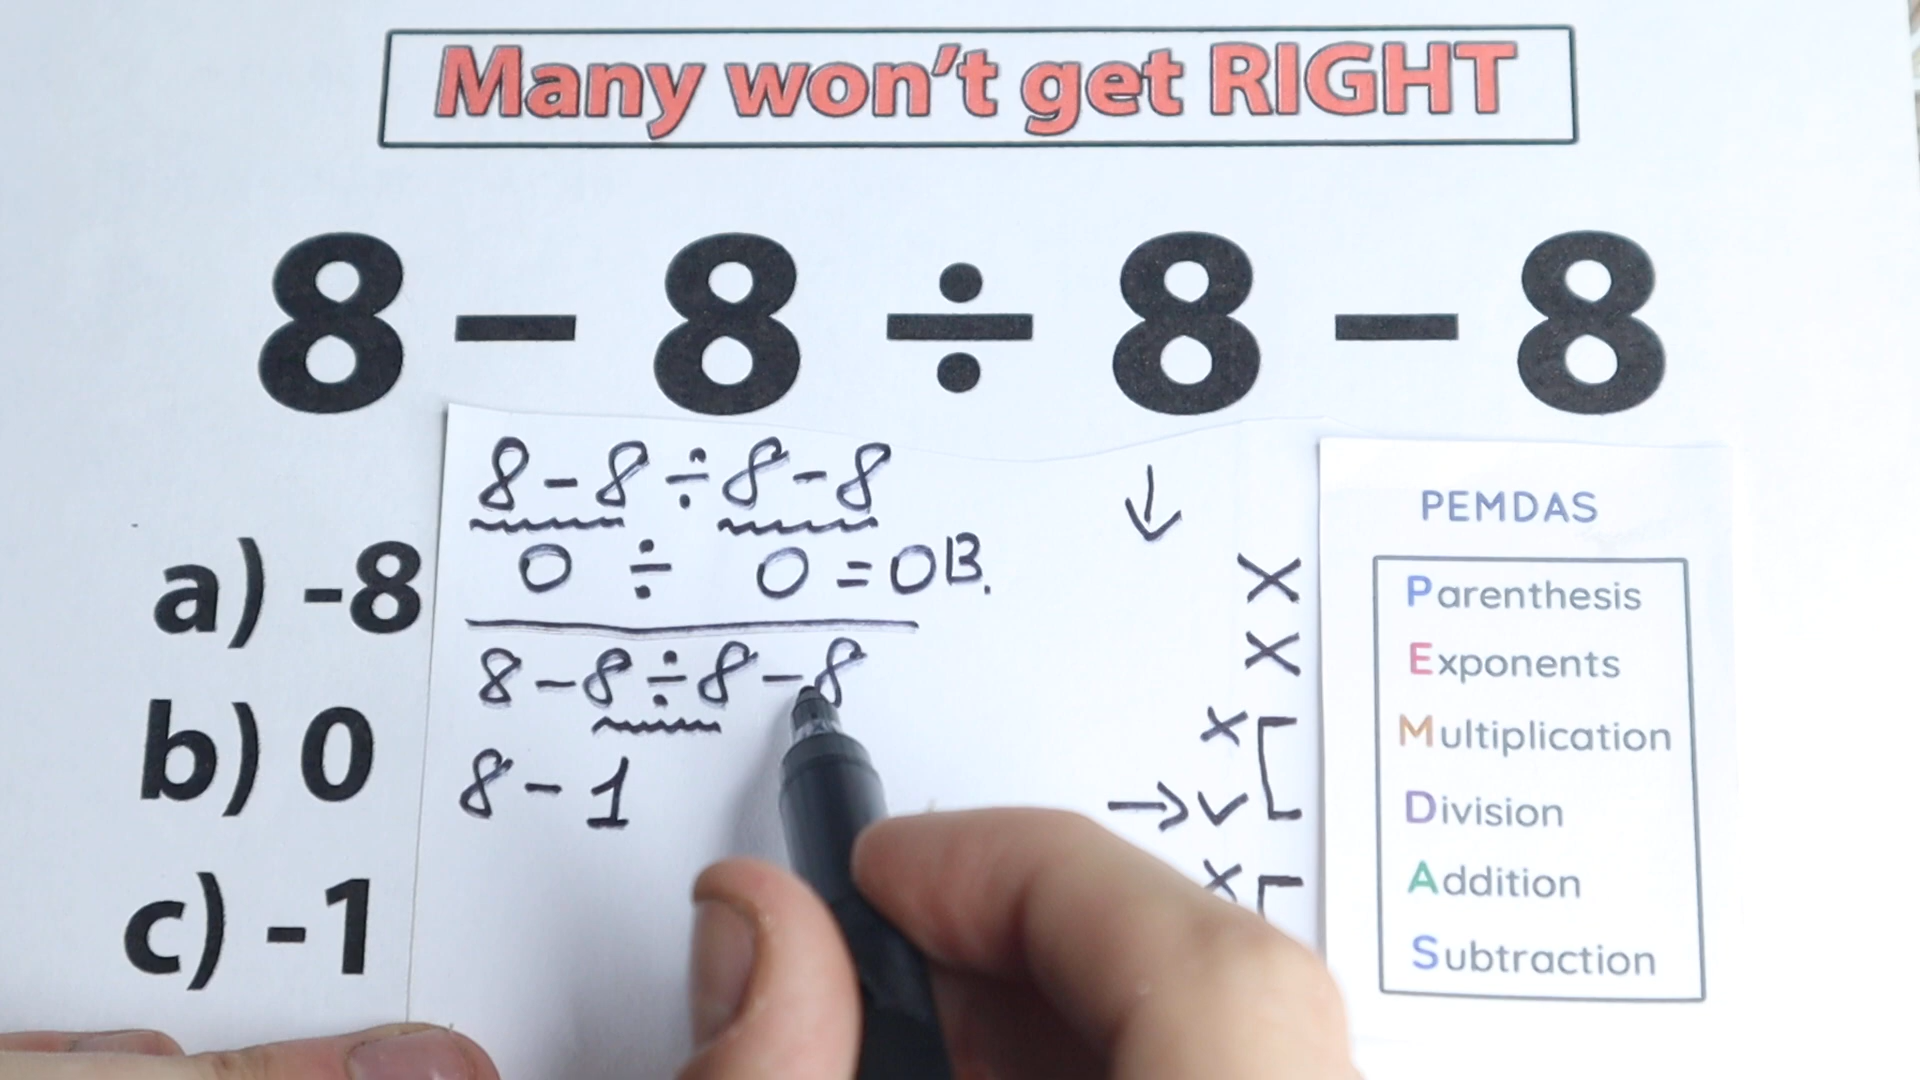 Many won't get RIGHT
8 - 8 ÷ 8 - 8
a) -8
b) 0
c) -1
8 - 8 ÷ 8 - 8
0 ÷ 0 = 0 B.
8 - 8 ÷ 8 - 8
8 - 1
↓
X
X
x
→ ✓
x
PEMDAS
Parenthesis
Exponents
Multiplication
Division
Addition
Subtraction